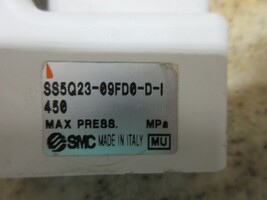 SS5Q23-09FD0-D-I
450
MAX PRESS. MPa
SMC MADE IN ITALY MU